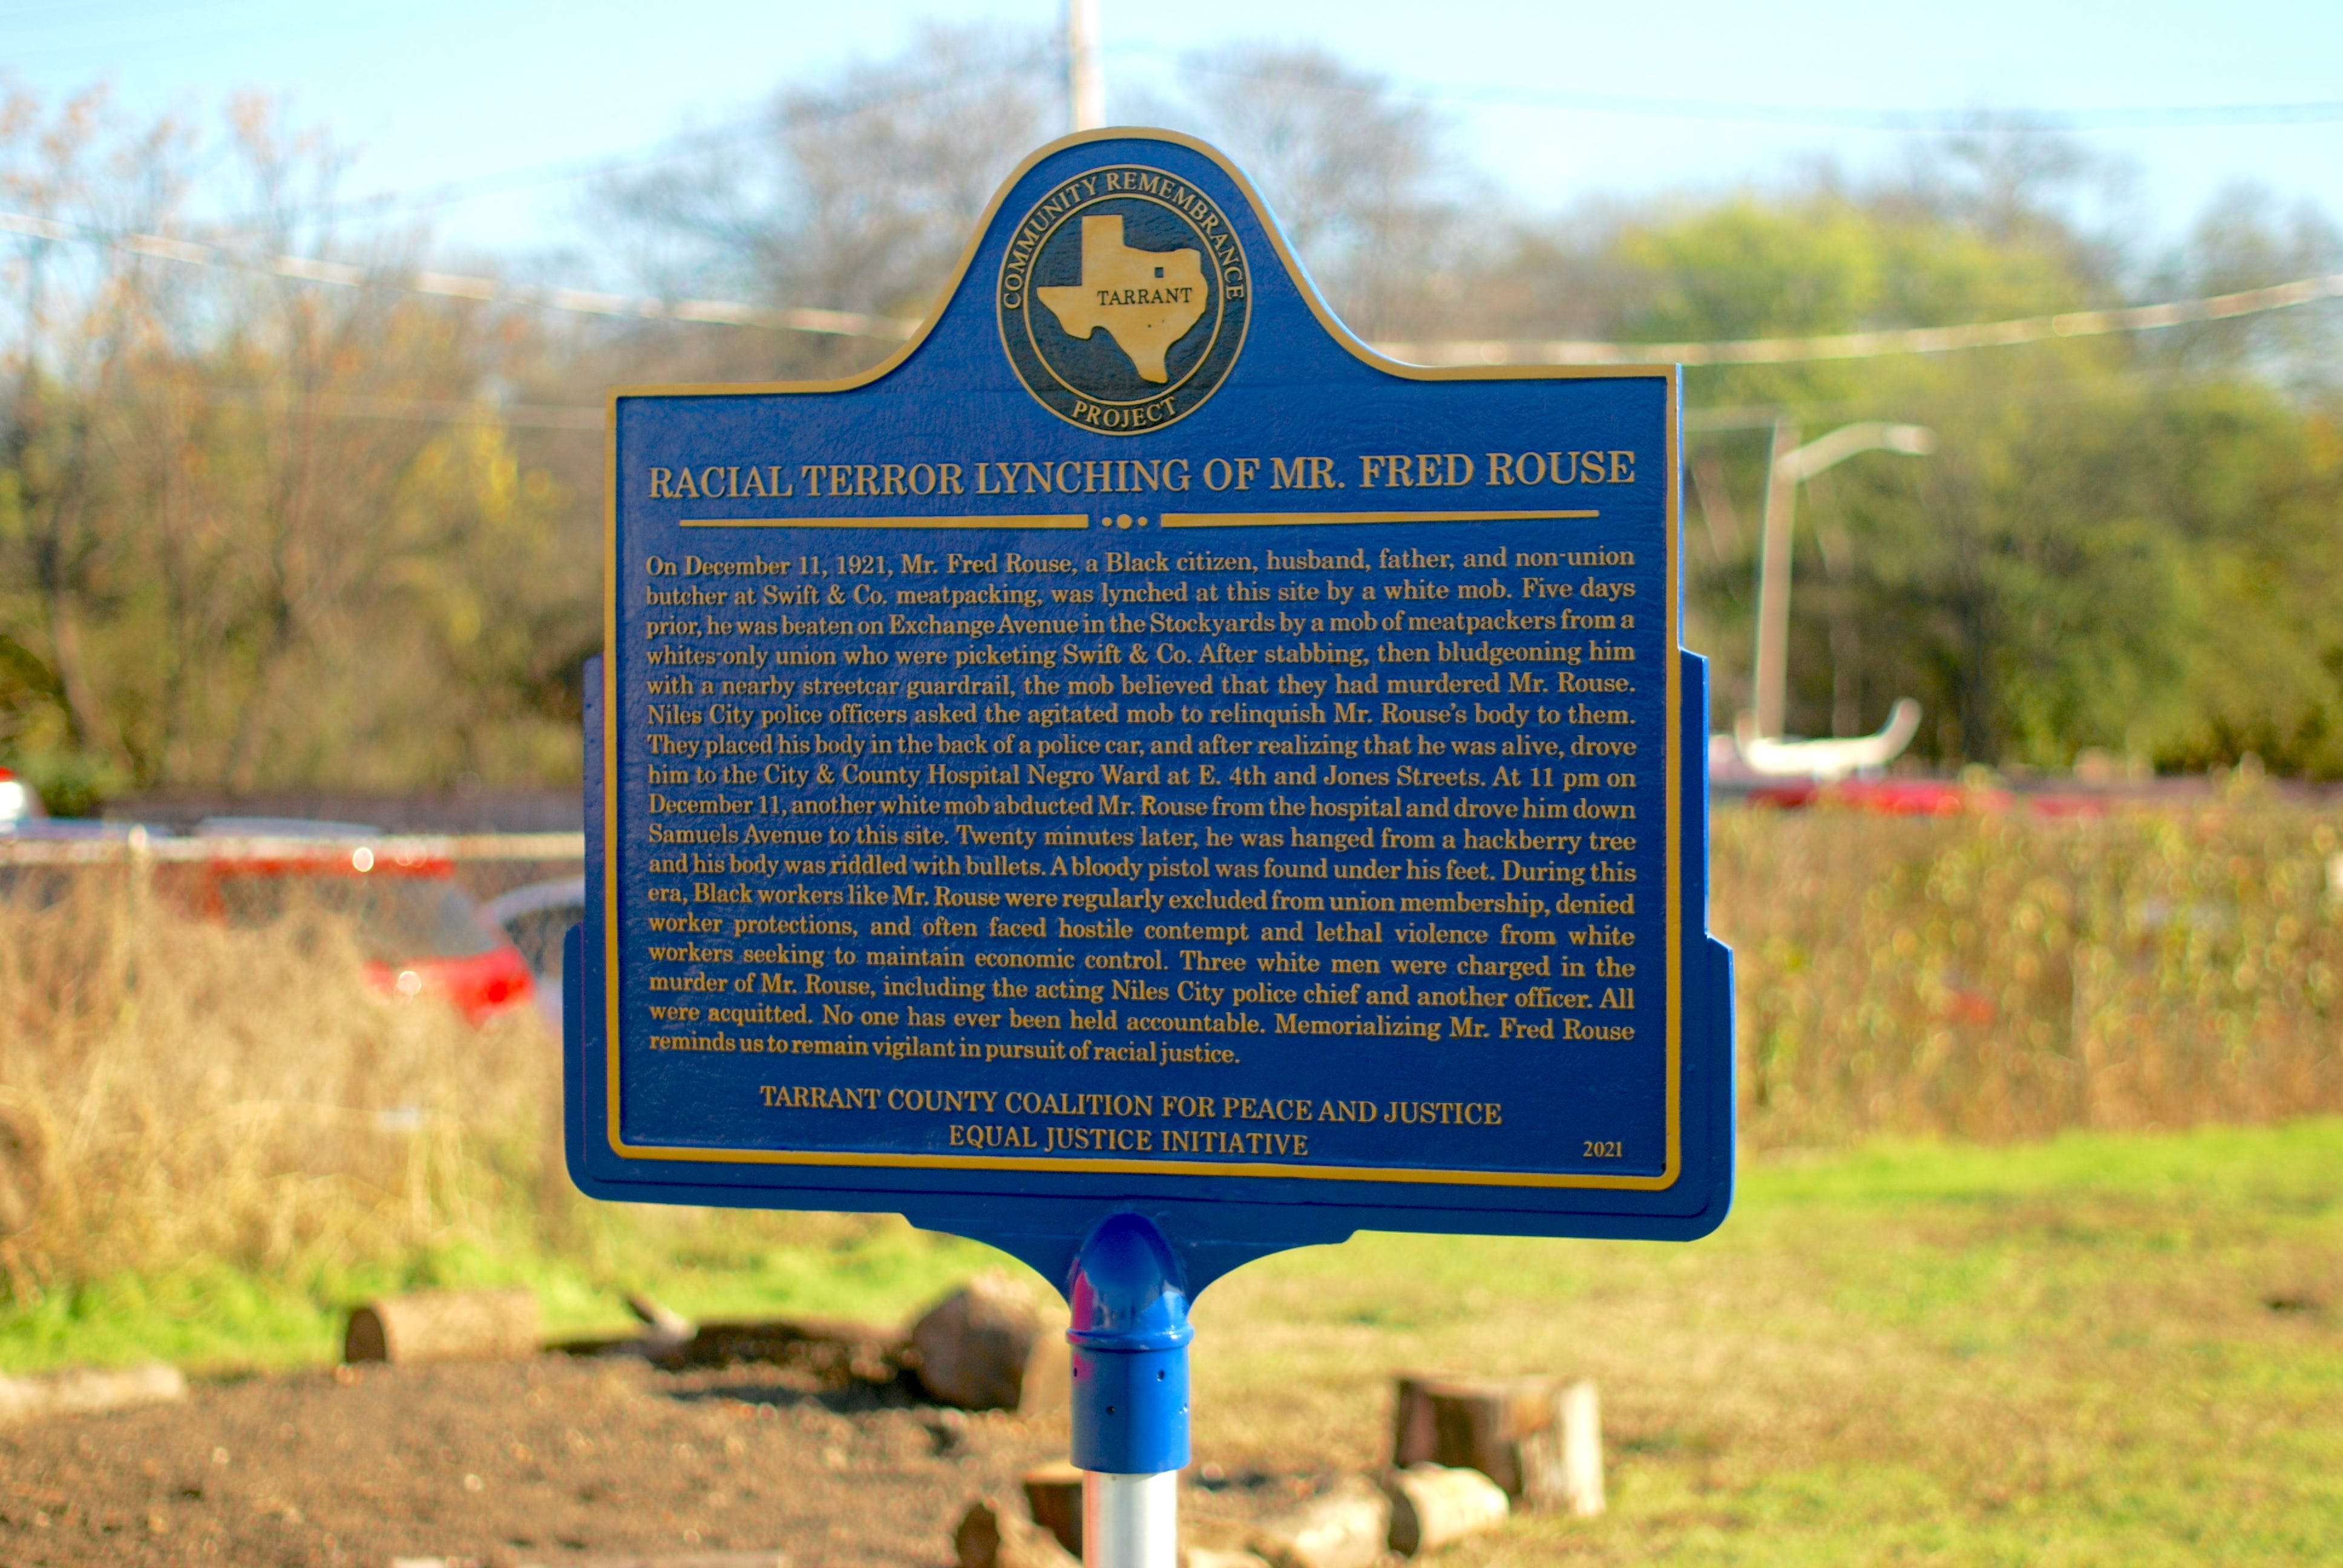 COMMUNITY REMEMBRANCE
TARRANT
PROJECT
RACIAL TERROR LYNCHING OF MR. FRED ROUSE
On December 11, 1921, Mr. Fred Rouse, a Black citizen, husband, father, and non-union
butcher at Swift & Co. meatpacking, was lynched at this site by a white mob. Five days
prior, he was beaten on Exchange Avenue in the Stockyards by a mob of meatpackers from a
whites-only union who were picketing Swift & Co. After stabbing, then bludgeoning him
with a nearby streetcar guardrail, the mob believed that they had murdered Mr. Rouse.
Niles City police officers asked the agitated mob to relinquish Mr. Rouse's body to them.
They placed his body in the back of a police car, and after realizing that he was alive, drove
him to the City & County Hospital Negro Ward at E. 4th and Jones Streets. At 11 pm on
December 11, another white mob abducted Mr. Rouse from the hospital and drove him down
Samuels Avenue to this site. Twenty minutes later, he was hanged from a hackberry tree
and his body was riddled with bullets. A bloody pistol was found under his feet. During this
era, Black workers like Mr. Rouse were regularly excluded from union membership, denied
worker protections, and often faced hostile contempt and lethal violence from white
workers seeking to maintain economic control. Three white men were charged in the
murder of Mr. Rouse, including the acting Niles City police chief and another officer. All
were acquitted. No one has ever been held accountable. Memorializing Mr. Fred Rouse
reminds us to remain vigilant in pursuit of racial justice.
TARRANT COUNTY COALITION FOR PEACE AND JUSTICE
EQUAL JUSTICE INITIATIVE
2021